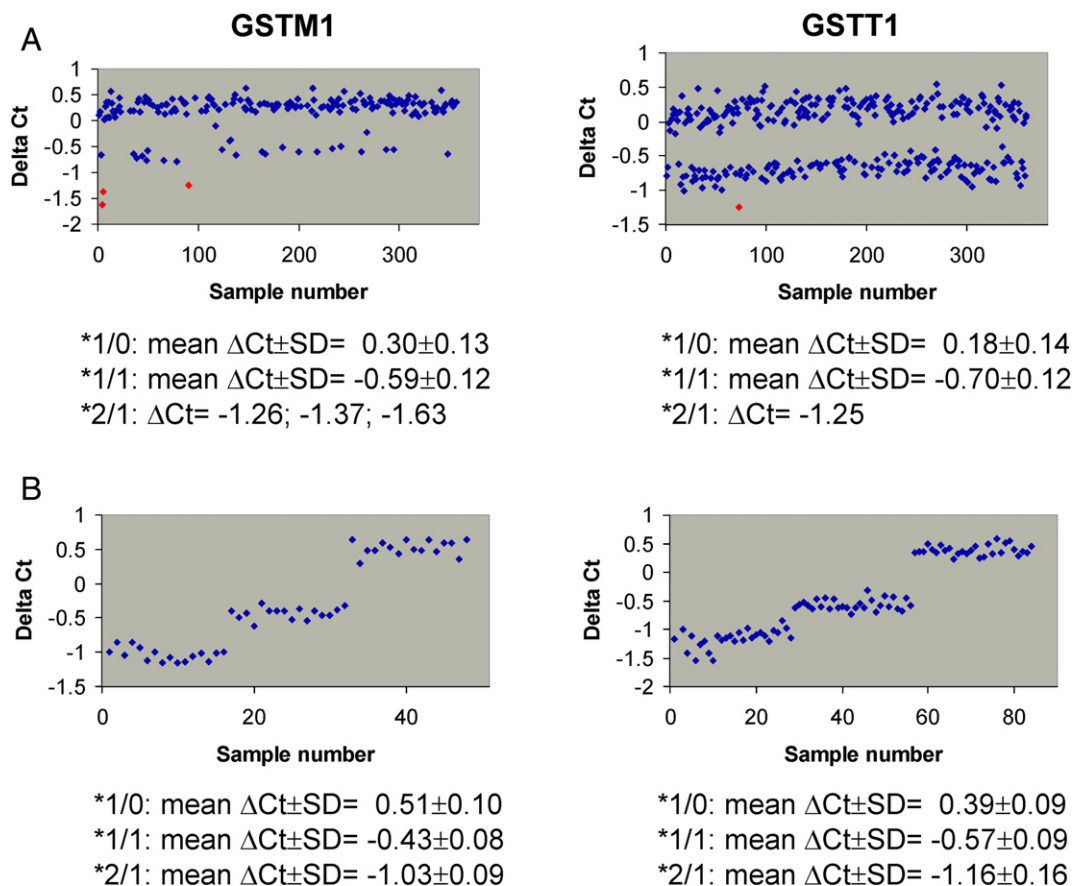 A
GSTM1
GSTT1
Delta Ct
1
0.5
0
-0.5
-1
-1.5
-2
0
100
200
300
Sample number
*1/0: mean ΔCt±SD= 0.30±0.13
*1/1: mean ΔCt±SD= -0.59±0.12
*2/1: ΔCt= -1.26; -1.37; -1.63
Delta Ct
1
0.5
0
-0.5
-1
-1.5
0
100
200
300
Sample number
*1/0: mean ΔCt±SD= 0.18±0.14
*1/1: mean ΔCt±SD= -0.70±0.12
*2/1: ΔCt= -1.25
B
Delta Ct
1
0.5
0
-0.5
-1
-1.5
0
20
40
Sample number
*1/0: mean ΔCt±SD= 0.51±0.10
*1/1: mean ΔCt±SD= -0.43±0.08
*2/1: mean ΔCt±SD= -1.03±0.09
Delta Ct
1
0.5
0
-0.5
-1
-1.5
-2
0
20
40
60
80
Sample number
*1/0: mean ΔCt±SD= 0.39±0.09
*1/1: mean ΔCt±SD= -0.57±0.09
*2/1: mean ΔCt±SD= -1.16±0.16